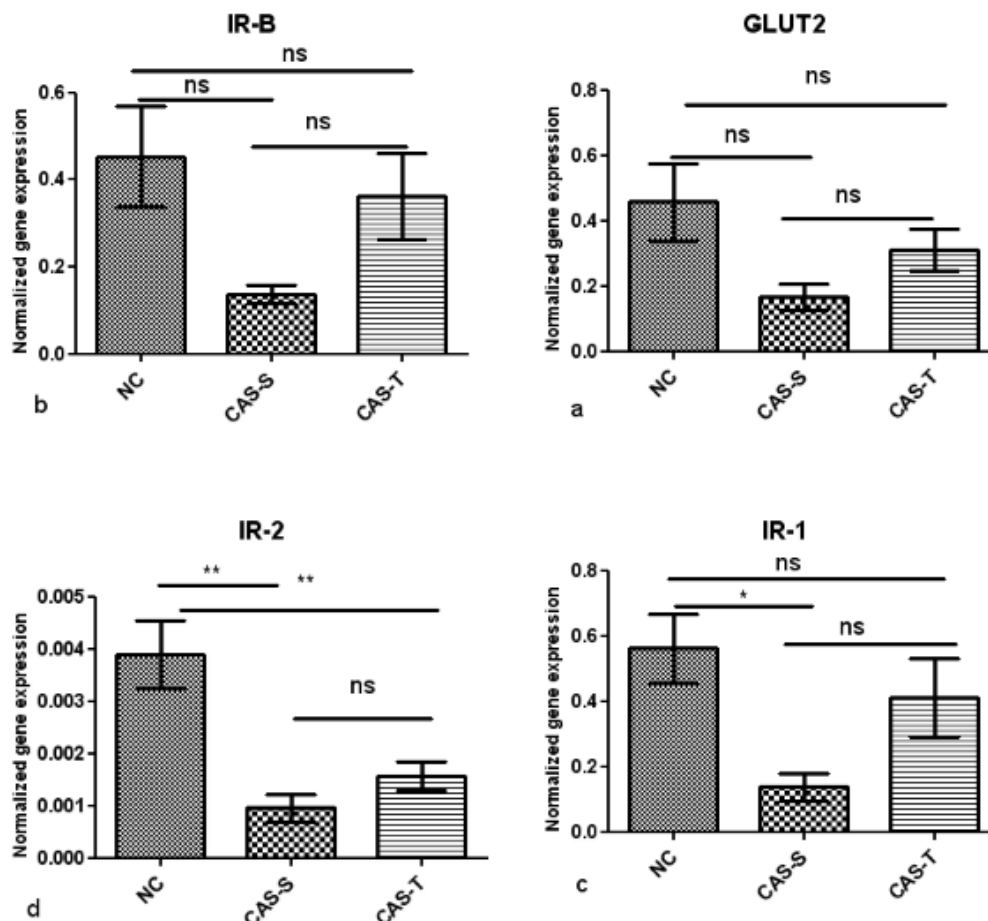 IR-B
ns
ns
ns
Normalized gene expression
0.6
0.4
0.2
0.0
NC
CAS-S
CAS-T
b
GLUT2
ns
ns
ns
Normalized gene expression
0.8
0.6
0.4
0.2
0.0
NC
CAS-S
CAS-T
a
IR-2
**
**
ns
Normalized gene expression
0.005
0.004
0.003
0.002
0.001
0.000
NC
CAS-S
CAS-T
d
IR-1
ns
*
ns
Normalized gene expression
0.8
0.6
0.4
0.2
0.0
NC
CAS-S
CAS-T
c